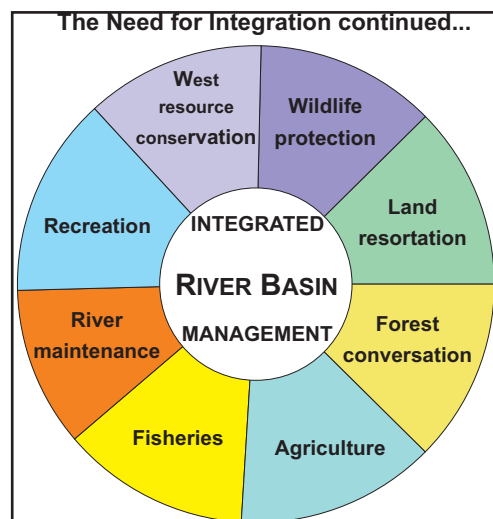 The Need for Integration continued...
West
resource
conservation
Wildlife
protection
Land
resortation
Forest
conversation
Agriculture
Fisheries
River
maintenance
Recreation
INTEGRATED
RIVER BASIN
MANAGEMENT